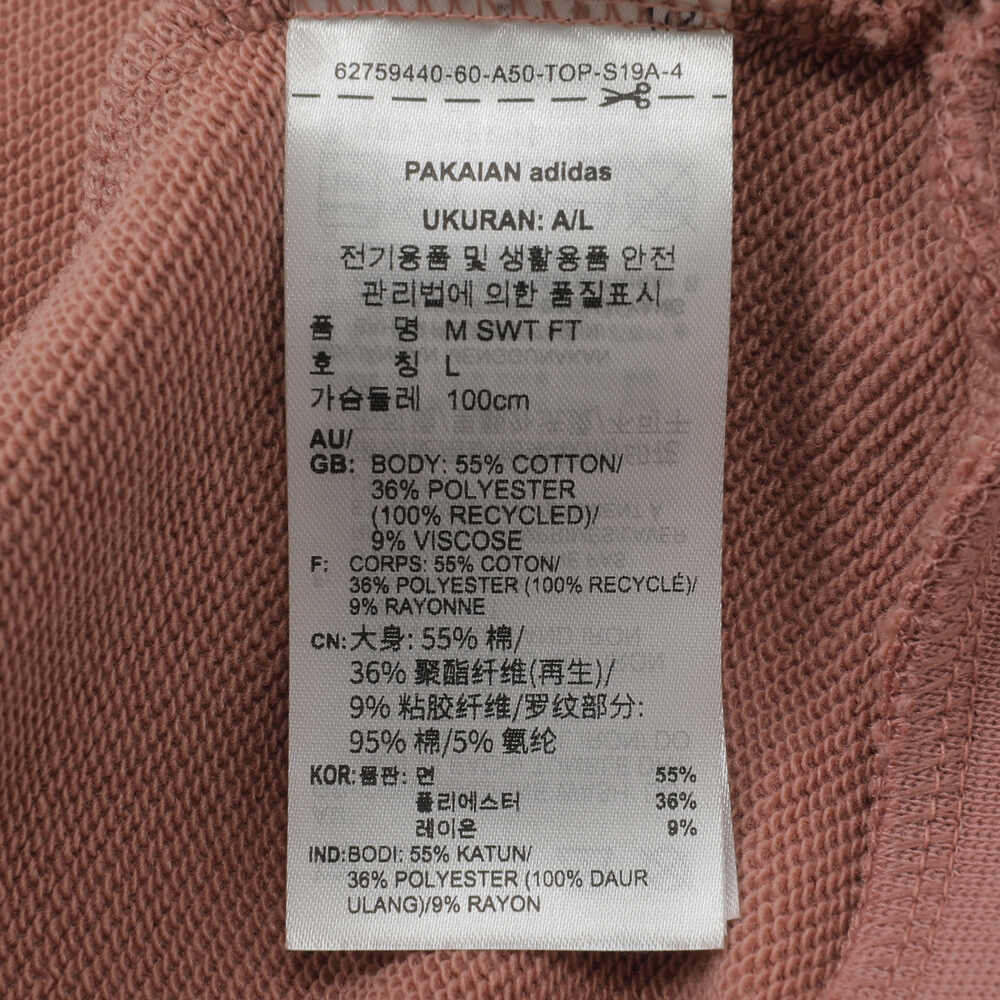 62759440-60-A50-TOP-S19A-4
PAKAIAN adidas
UKURAN: A/L
전기용품 및 생활용품 안전
관리법에 의한 품질표시
품 명 M SWT FT
호 칭 L
가슴둘레 100cm
AU/
GB: BODY: 55% COTTON/
36% POLYESTER
(100% RECYCLED)/
9% VISCOSE
F: CORPS: 55% COTON/
36% POLYESTER (100% RECYCLÉ)/
9% RAYONNE
CN: 大身: 55% 棉/
36% 聚酯纤维(再生)/
9% 粘胶纤维/罗纹部分:
95% 棉/5% 氨纶
KOR: 몸판: 면 55%
폴리에스터 36%
레이온 9%
IND: BODI: 55% KATUN/
36% POLYESTER (100% DAUR
ULANG)/9% RAYON